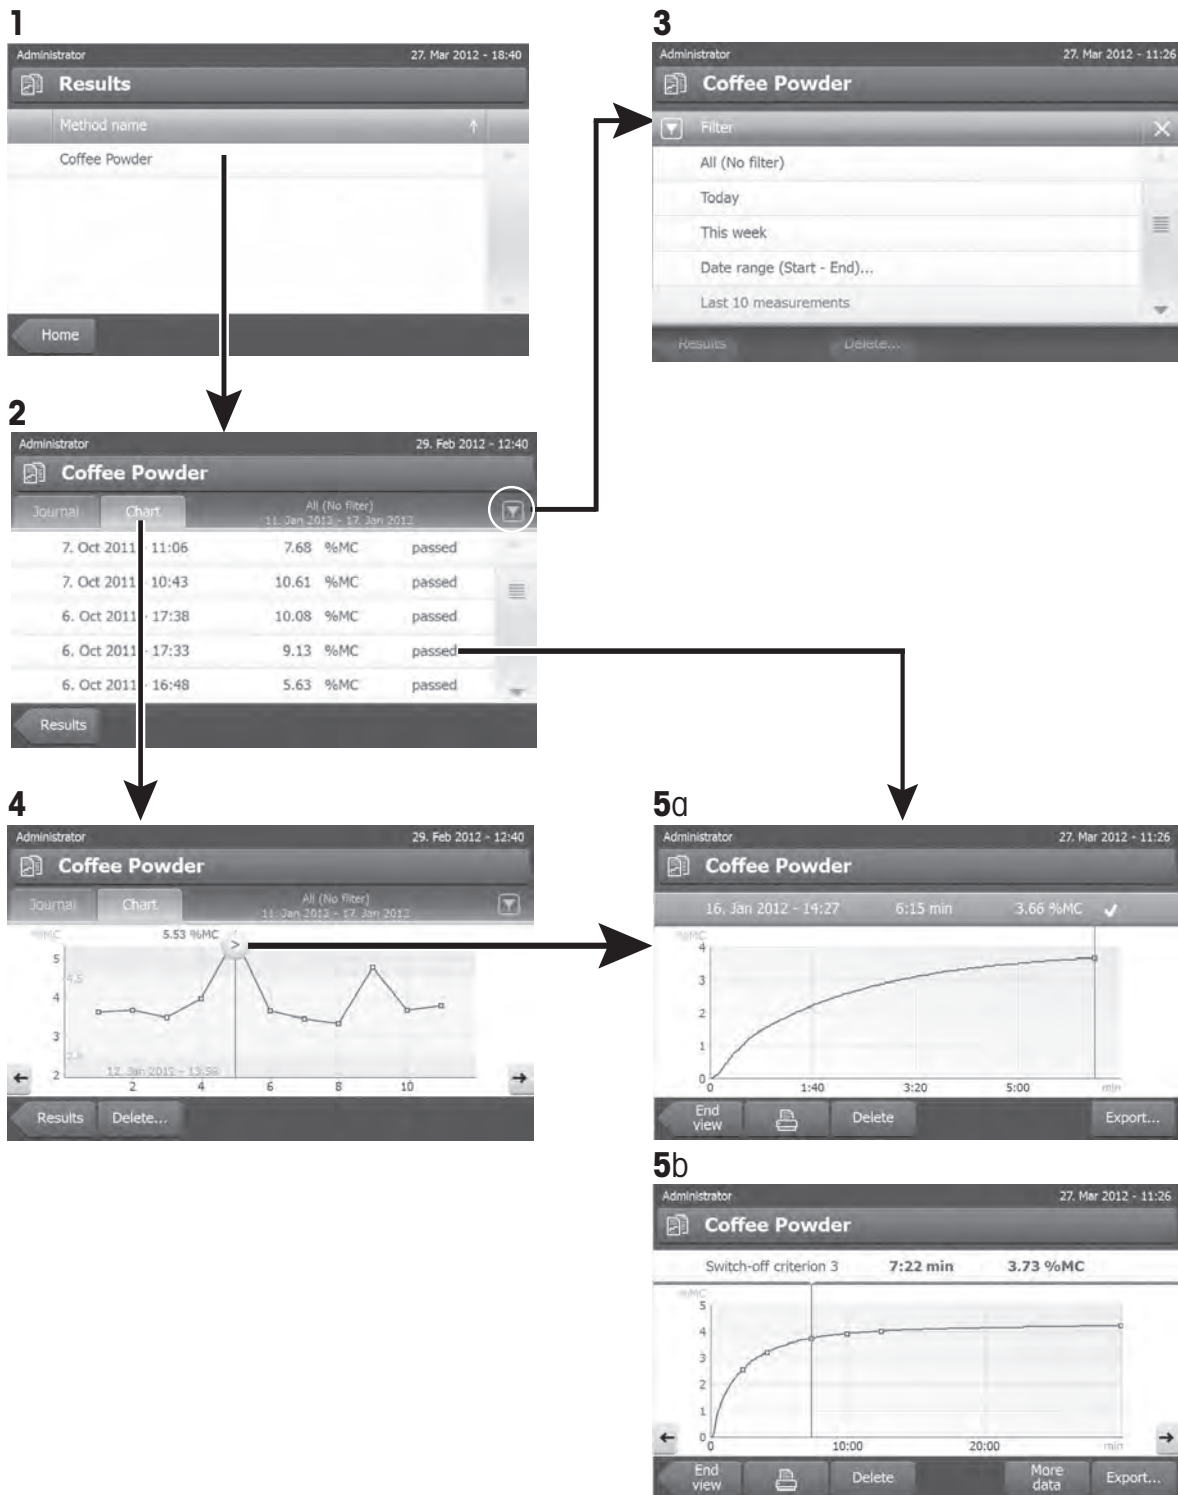 1
Administrator 27. Mar 2012 - 18:40
Results
Method name
Coffee Powder
Home
3
Administrator 27. Mar 2012 - 11:26
Coffee Powder
Filter
All (No filter)
Today
This week
Date range (Start - End)...
Last 10 measurements
Results Delete...
2
Administrator 29. Feb 2012 - 12:40
Coffee Powder
Journal Chart All (No filter)
11. Jan 2012 - 17. Jan 2012
7. Oct 2011 - 11:06 7.68 %MC passed
7. Oct 2011 - 10:43 10.61 %MC passed
6. Oct 2011 - 17:38 10.08 %MC passed
6. Oct 2011 - 17:33 9.13 %MC passed
6. Oct 2011 - 16:48 5.63 %MC passed
Results
4
Administrator 29. Feb 2012 - 12:40
Coffee Powder
Journal Chart All (No filter)
11. Jan 2012 - 17. Jan 2012
%MC 5.53 %MC
>
5
4.5
4
3
2
12. Jan 2012 - 13:58
2 4 6 8 10
Results Delete...
5a
Administrator 27. Mar 2012 - 11:26
Coffee Powder
16. Jan 2012 - 14:27 6:15 min 3.66 %MC
%MC
4
3
2
1
0
0 1:40 3:20 5:00 min
End view Delete Export...
5b
Administrator 27. Mar 2012 - 11:26
Coffee Powder
Switch-off criterion 3 7:22 min 3.73 %MC
%MC
5
4
3
2
1
0
0 10:00 20:00 min
End view Delete More data Export...